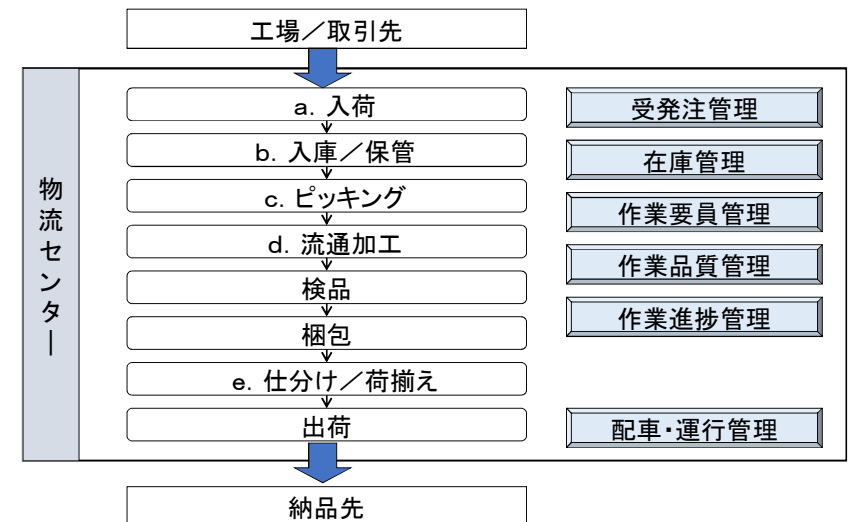 工場／取引先
物流センター
a. 入荷
b. 入庫／保管
c. ピッキング
d. 流通加工
検品
梱包
e. 仕分け／荷揃え
出荷
受発注管理
在庫管理
作業要員管理
作業品質管理
作業進捗管理
配車・運行管理
納品先